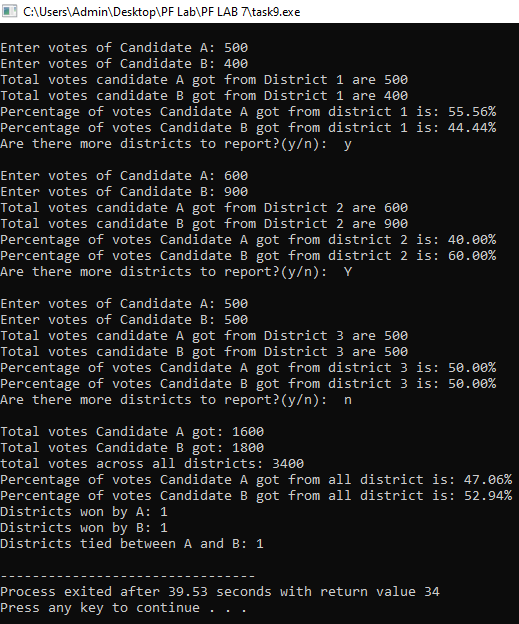 C:\Users\Admin\Desktop\PF Lab\PF LAB 7\task9.exe
Enter votes of Candidate A: 500
Enter votes of Candidate B: 400
Total votes candidate A got from District 1 are 500
Total votes candidate B got from District 1 are 400
Percentage of votes Candidate A got from district 1 is: 55.56%
Percentage of votes Candidate B got from district 1 is: 44.44%
Are there more districts to report?(y/n):  y
Enter votes of Candidate A: 600
Enter votes of Candidate B: 900
Total votes candidate A got from District 2 are 600
Total votes candidate B got from District 2 are 900
Percentage of votes Candidate A got from district 2 is: 40.00%
Percentage of votes Candidate B got from district 2 is: 60.00%
Are there more districts to report?(y/n):  Y
Enter votes of Candidate A: 500
Enter votes of Candidate B: 500
Total votes candidate A got from District 3 are 500
Total votes candidate B got from District 3 are 500
Percentage of votes Candidate A got from district 3 is: 50.00%
Percentage of votes Candidate B got from district 3 is: 50.00%
Are there more districts to report?(y/n):  n
Total votes Candidate A got: 1600
Total votes Candidate B got: 1800
total votes across all districts: 3400
Percentage of votes Candidate A got from all district is: 47.06%
Percentage of votes Candidate B got from all district is: 52.94%
Districts won by A: 1
Districts won by B: 1
Districts tied between A and B: 1
--------------------------------
Process exited after 39.53 seconds with return value 34
Press any key to continue . . .